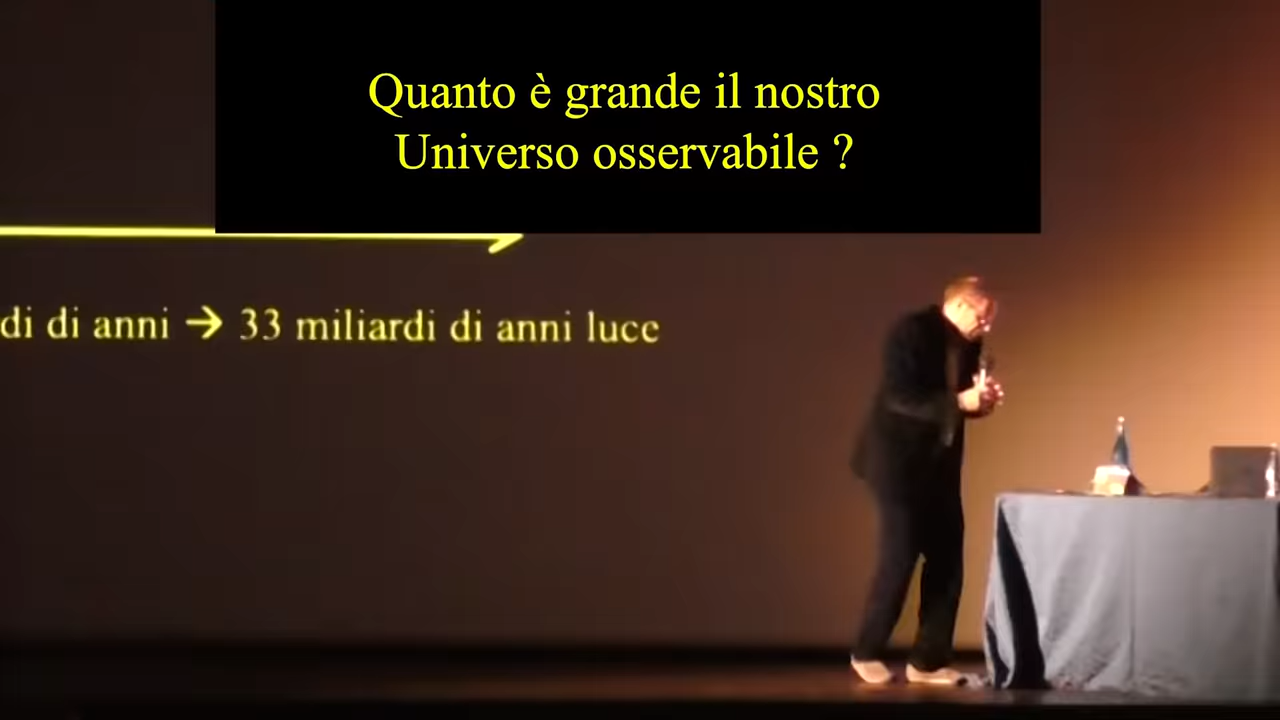 Quanto è grande il nostro
Universo osservabile ?
di di anni → 33 miliardi di anni luce